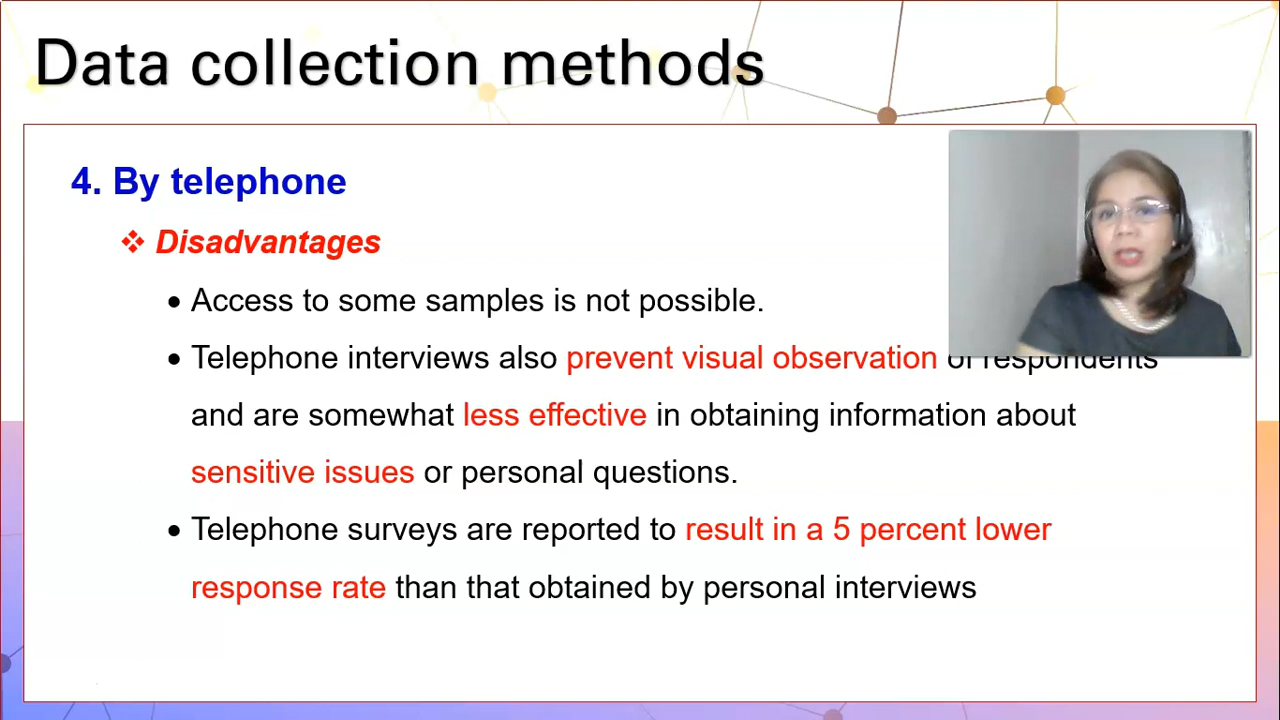 Data collection methods
4. By telephone
Disadvantages
Access to some samples is not possible.
Telephone interviews also prevent visual observation of respondents
and are somewhat less effective in obtaining information about
sensitive issues or personal questions.
Telephone surveys are reported to result in a 5 percent lower
response rate than that obtained by personal interviews